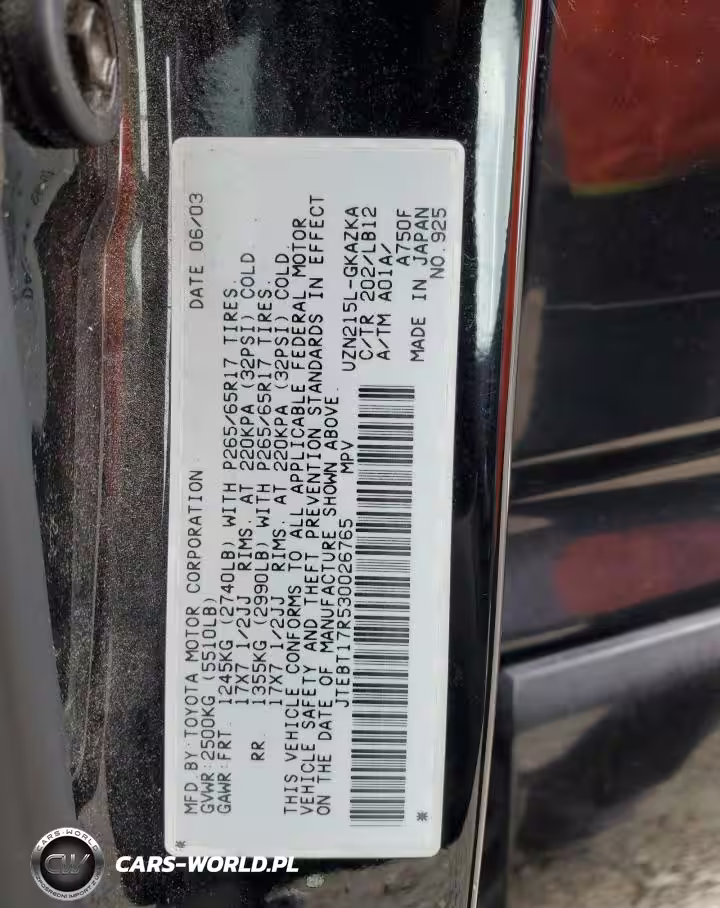 MFD. BY: TOYOTA MOTOR CORPORATION DATE 06/03
GVWR: 2500KG (5510LB)
GAWR: FRT. 1245KG (2740LB) WITH P265/65R17 TIRES.
17X7 1/2JJ RIMS. AT 220KPA (32PSI) COLD
RR. 1355KG (2990LB) WITH P265/65R17 TIRES.
17X7 1/2JJ RIMS. AT 220KPA (32PSI) COLD.
THIS VEHICLE CONFORMS TO ALL APPLICABLE FEDERAL MOTOR
VEHICLE SAFETY AND THEFT PREVENTION STANDARDS IN EFFECT
ON THE DATE OF MANUFACTURE SHOWN ABOVE.
JTEBT17R530026765 MPV
UZN215L-GKAZKA
C/TR 202/LB12
A/TM A01A/
A750F
MADE IN JAPAN
NO. 925
CARS-WORLD
CW
CARS-WORLD.PL